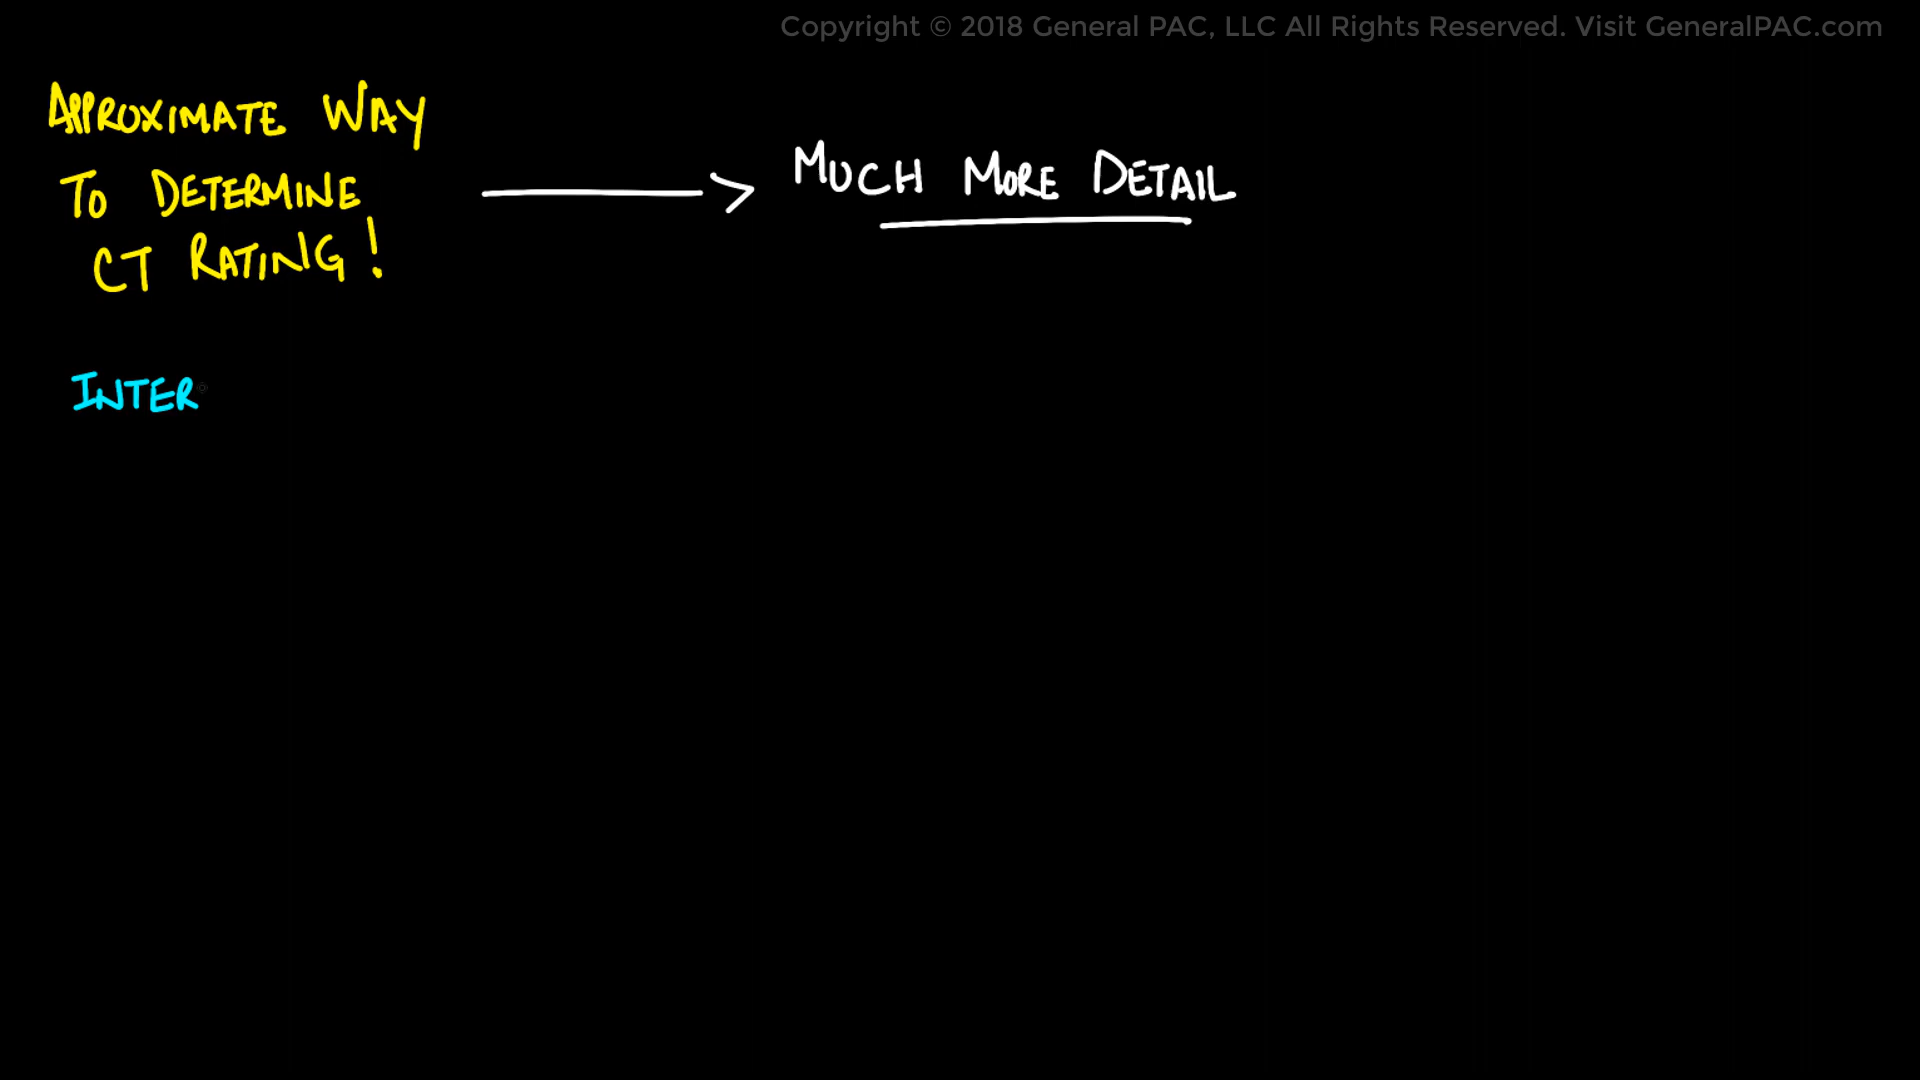 Copyright © 2018 General PAC, LLC All Rights Reserved. Visit GeneralPAC.com
APPROXIMATE WAY
TO DETERMINE
CT RATING!
MUCH MORE DETAIL
INTER